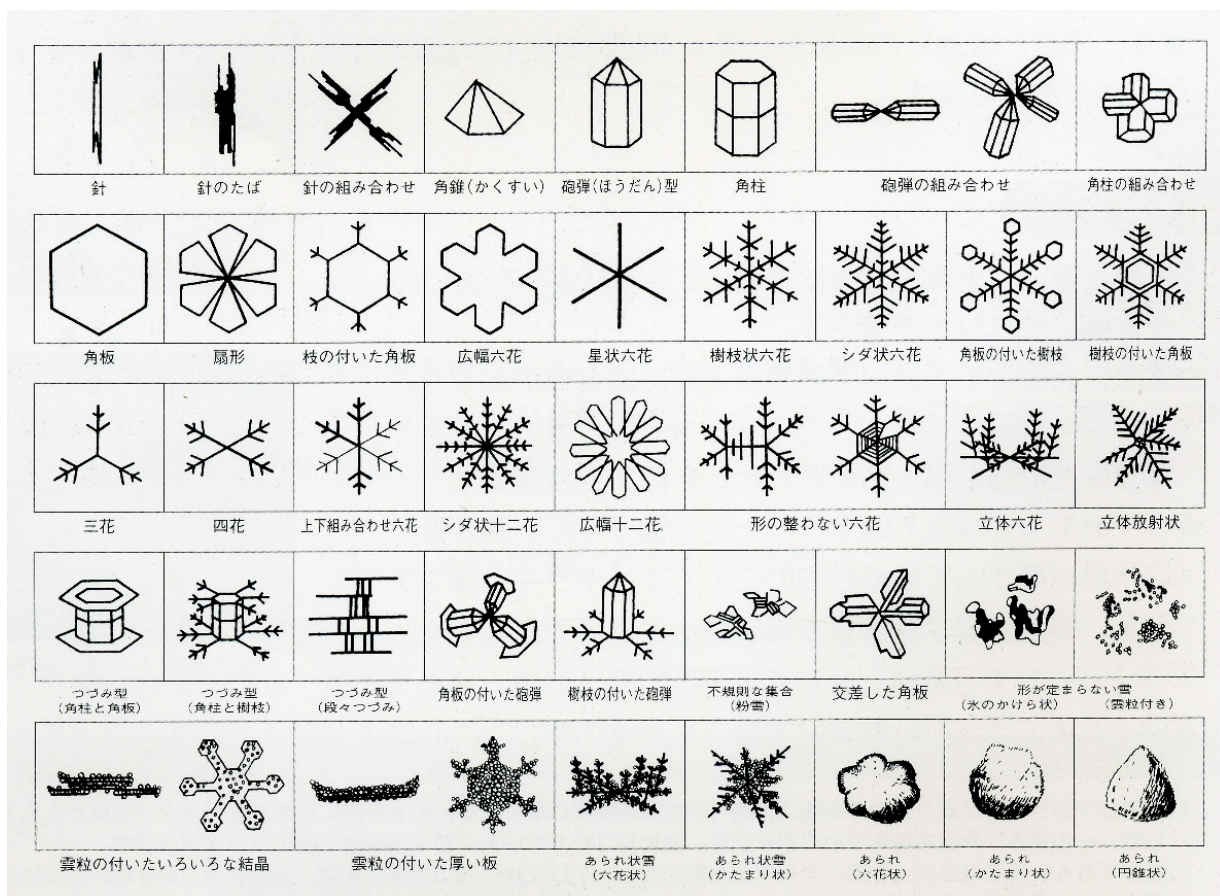 針 針のたば 針の組み合わせ 角錐(かくすい) 砲弾(ほうだん)型 角柱 砲弾の組み合わせ 角柱の組み合わせ
角板 扇形 枝の付いた角板 広幅六花 星状六花 樹枝状六花 シダ状六花 角板の付いた樹枝 樹枝の付いた角板
三花 四花 上下組み合わせ六花 シダ状十二花 広幅十二花 形の整わない六花 立体六花 立体放射状
つづみ型 つづみ型 つづみ型 角板の付いた砲弾 樹枝の付いた砲弾 不規則な集合 交差した角板 形が定まらない雪
(角柱と角板) (角柱と樹枝) (段々つづみ) (粉雪) (氷のかけら状) (雲粒付き)
雲粒の付いたいろいろな結晶 雲粒の付いた厚い板 あられ状雪 あられ状雪 あられ あられ あられ
(六花状) (かたまり状) (六花状) (かたまり状) (円錐状)